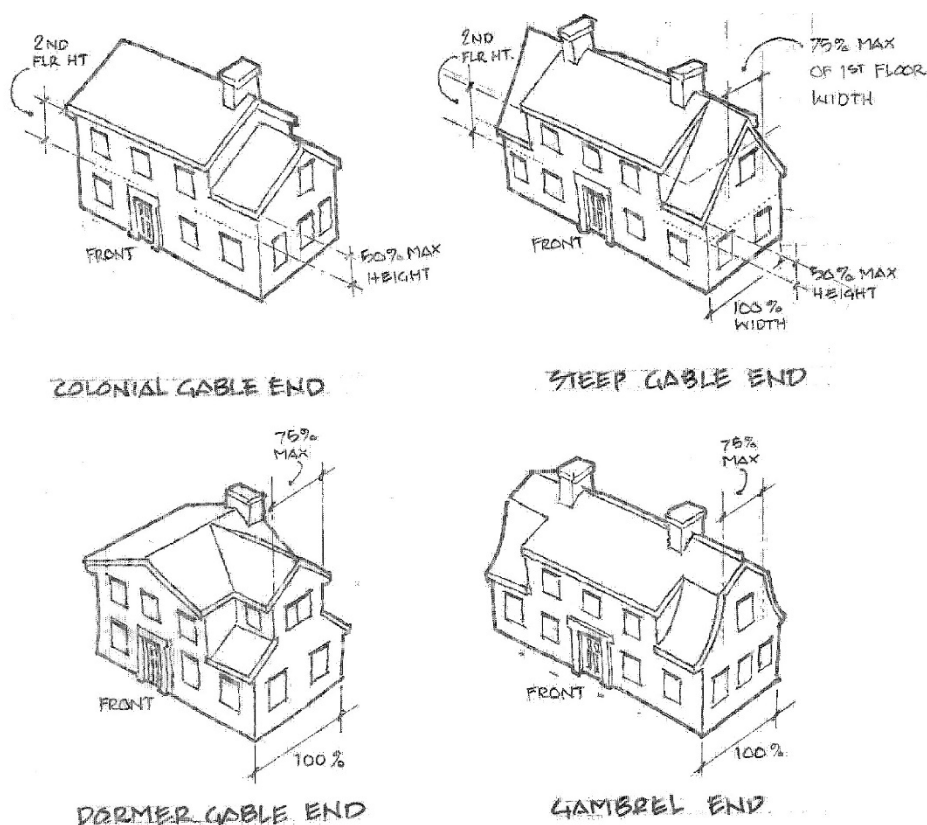 2ND
FLR HT
FRONT
50% MAX
HEIGHT
COLONIAL GABLE END
2ND
FLR HT.
75% MAX
OF 1ST FLOOR
WIDTH
FRONT
50% MAX
HEIGHT
100%
WIDTH
STEEP GABLE END
75%
MAX
FRONT
100%
DORMER GABLE END
75%
MAX
FRONT
100%
GAMBREL END